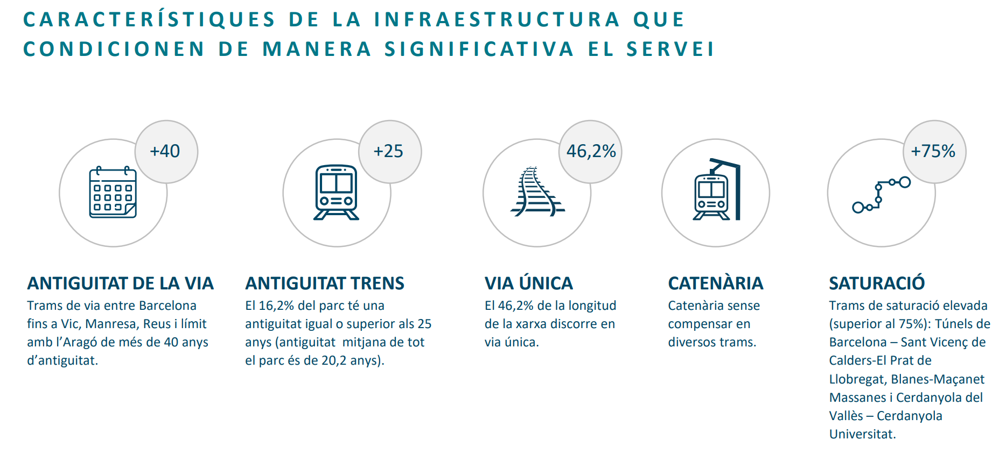 CARACTERÍSTIQUES DE LA INFRAESTRUCTURA QUE
CONDICIONEN DE MANERA SIGNIFICATIVA EL SERVEI
+40
ANTIGUITAT DE LA VIA
Trams de via entre Barcelona
fins a Vic, Manresa, Reus i límit
amb l’Aragó de més de 40 anys
d’antiguitat.
+25
ANTIGUITAT TRENS
El 16,2% del parc té una
antiguitat igual o superior als 25
anys (antiguitat  mitjana de tot
el parc és de 20,2 anys).
46,2%
VIA ÚNICA
El 46,2% de la longitud
de la xarxa discorre en
via única.
CATENÀRIA
Catenària sense
compensar en
diversos trams.
+75%
SATURACIÓ
Trams de saturació elevada
(superior al 75%): Túnels de
Barcelona – Sant Vicenç de
Calders-El Prat de
Llobregat, Blanes-Maçanet
Massanes i Cerdanyola del
Vallès – Cerdanyola
Universitat.